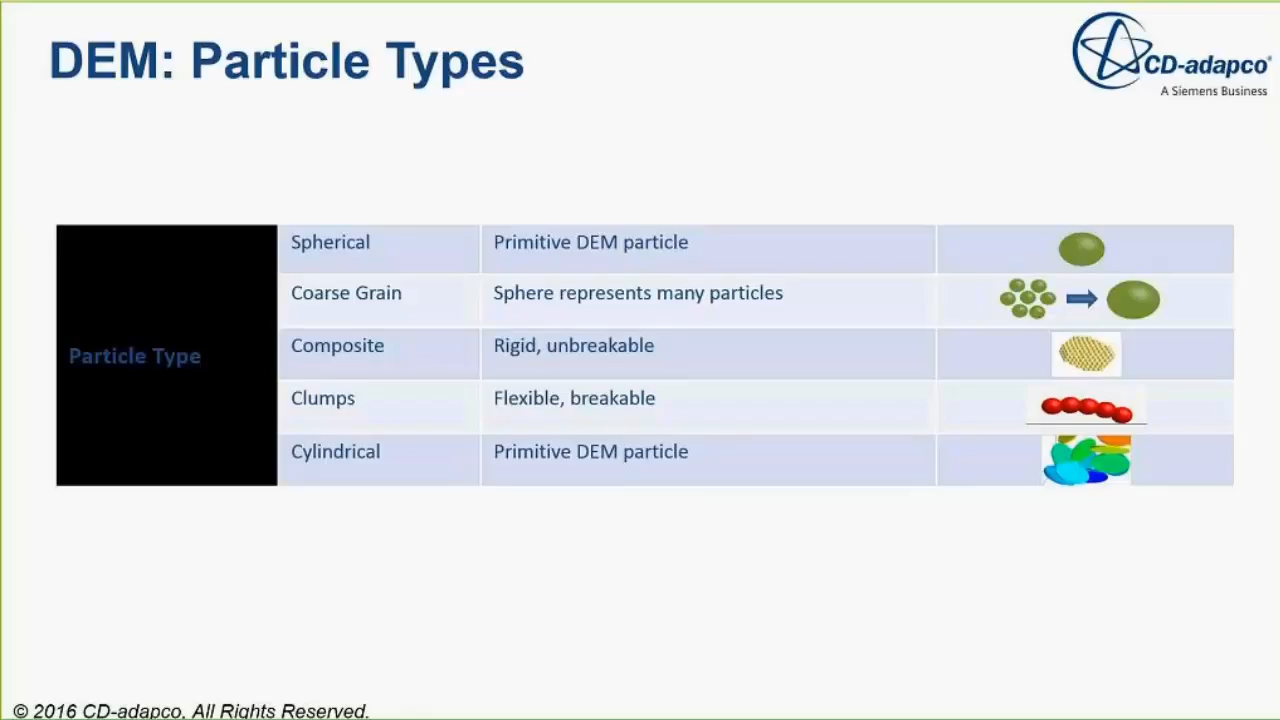 DEM: Particle Types
CD-adapco®
A Siemens Business
Particle Type
Spherical
Primitive DEM particle
Coarse Grain
Sphere represents many particles
Composite
Rigid, unbreakable
Clumps
Flexible, breakable
Cylindrical
Primitive DEM particle
© 2016 CD-adapco. All Rights Reserved.